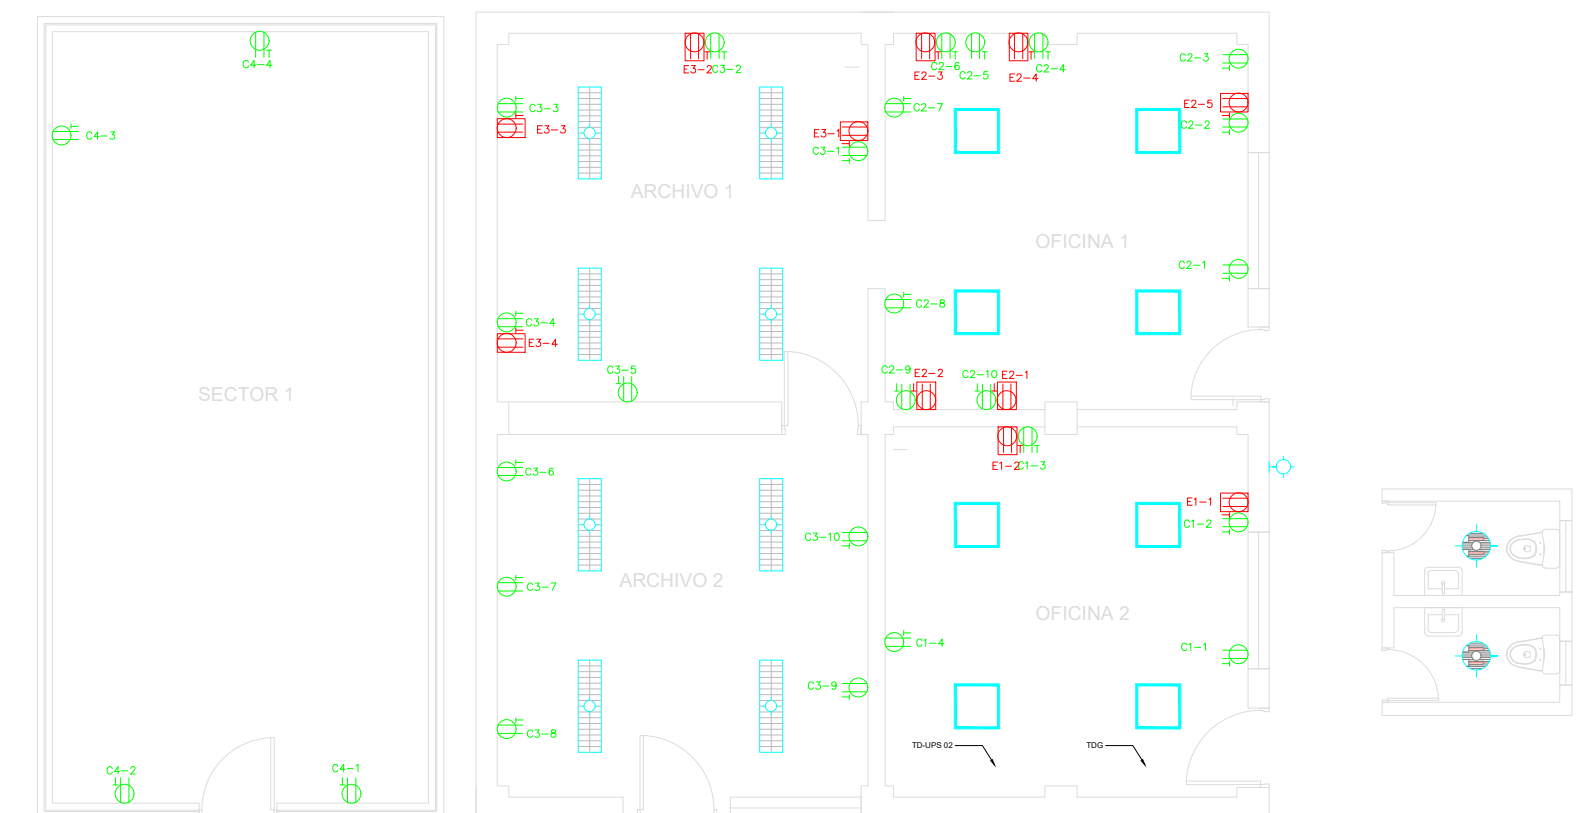 C4-4
C4-3
SECTOR 1
C4-2
C4-1
E3-2
C3-2
C3-3
E3-3
E3-1
C3-1
ARCHIVO 1
C3-4
E3-4
C3-5
C3-6
C3-10
C3-7
ARCHIVO 2
C3-9
C3-8
E2-3
C2-6
C2-5
E2-4
C2-4
C2-3
E2-5
C2-2
C2-7
OFICINA 1
C2-1
C2-8
C2-9
E2-2
C2-10
E2-1
E1-2
C1-3
E1-1
C1-2
OFICINA 2
C1-4
C1-1
TD-UPS 02
TDG